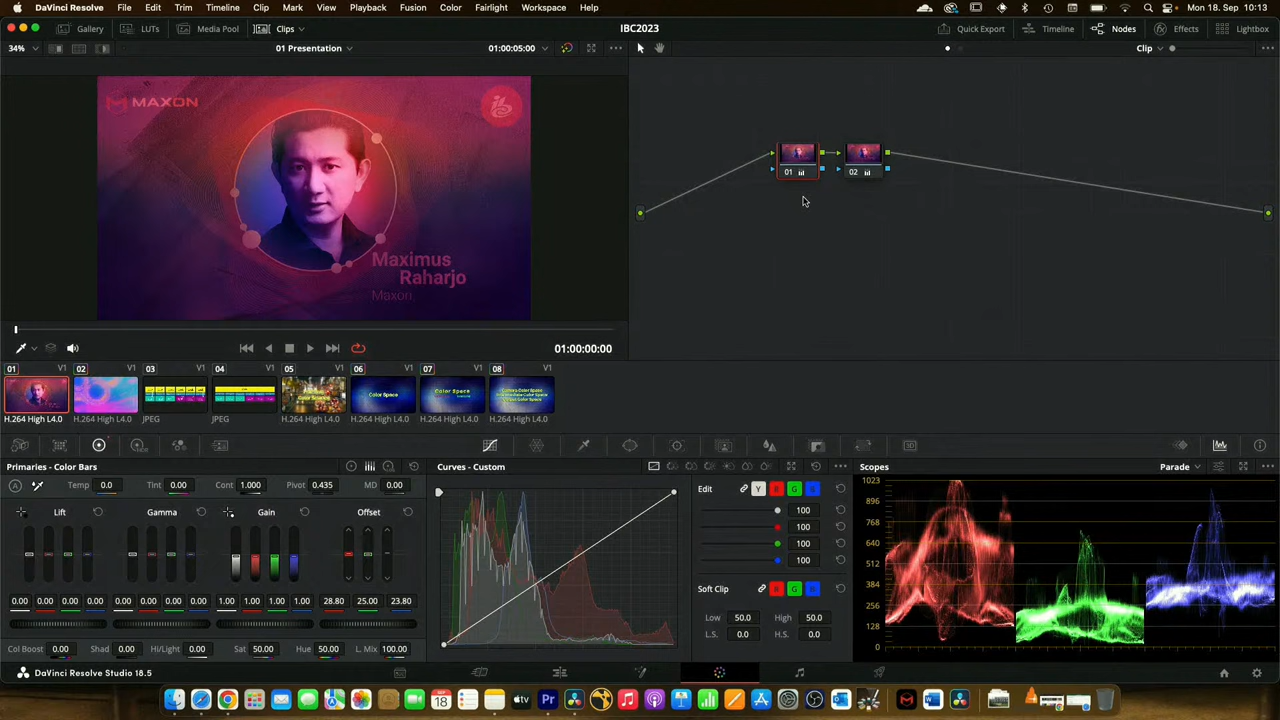 DaVinci Resolve File Edit Trim Timeline Clip Mark View Playback Fusion Color Fairlight Workspace Help Mon 18. Sep 10:13
Gallery LUTs Media Pool Clips IBC2023 Quick Export Timeline Nodes Effects Lightbox
34% 01 Presentation 01:00:05:00 Clip
MAXON
Maximus
Raharjo
Maxon
01 02
01:00:00:00
01 V1 02 V1 03 V1 04 V1 05 V1 06 V1 07 V1 08 V1
Color Space Color Space
H.264 High L4.0 H.264 High L4.0 JPEG JPEG H.264 High L4.0 H.264 High L4.0 H.264 High L4.0 H.264 High L4.0
Primaries - Color Bars Curves - Custom Scopes Parade
Temp 0.0 Tint 0.00 Cont 1.000 Pivot 0.435 MD 0.00
Edit Y R G B
Lift Gamma Gain Offset
100
100
100
100
Soft Clip R G B
0.00 0.00 0.00 0.00 0.00 0.00 0.00 0.00 1.00 1.00 1.00 1.00 28.80 25.00 23.80
Low 50.0 High 50.0
L.S. 0.0 H.S. 0.0
Col Boost 0.00 Shad 0.00 Hi/Light 0.00 Sat 50.00 Hue 50.00 L. Mix 100.00
1023
896
768
640
512
384
256
128
0
DaVinci Resolve Studio 18.5
SEP
18
tv
Pr